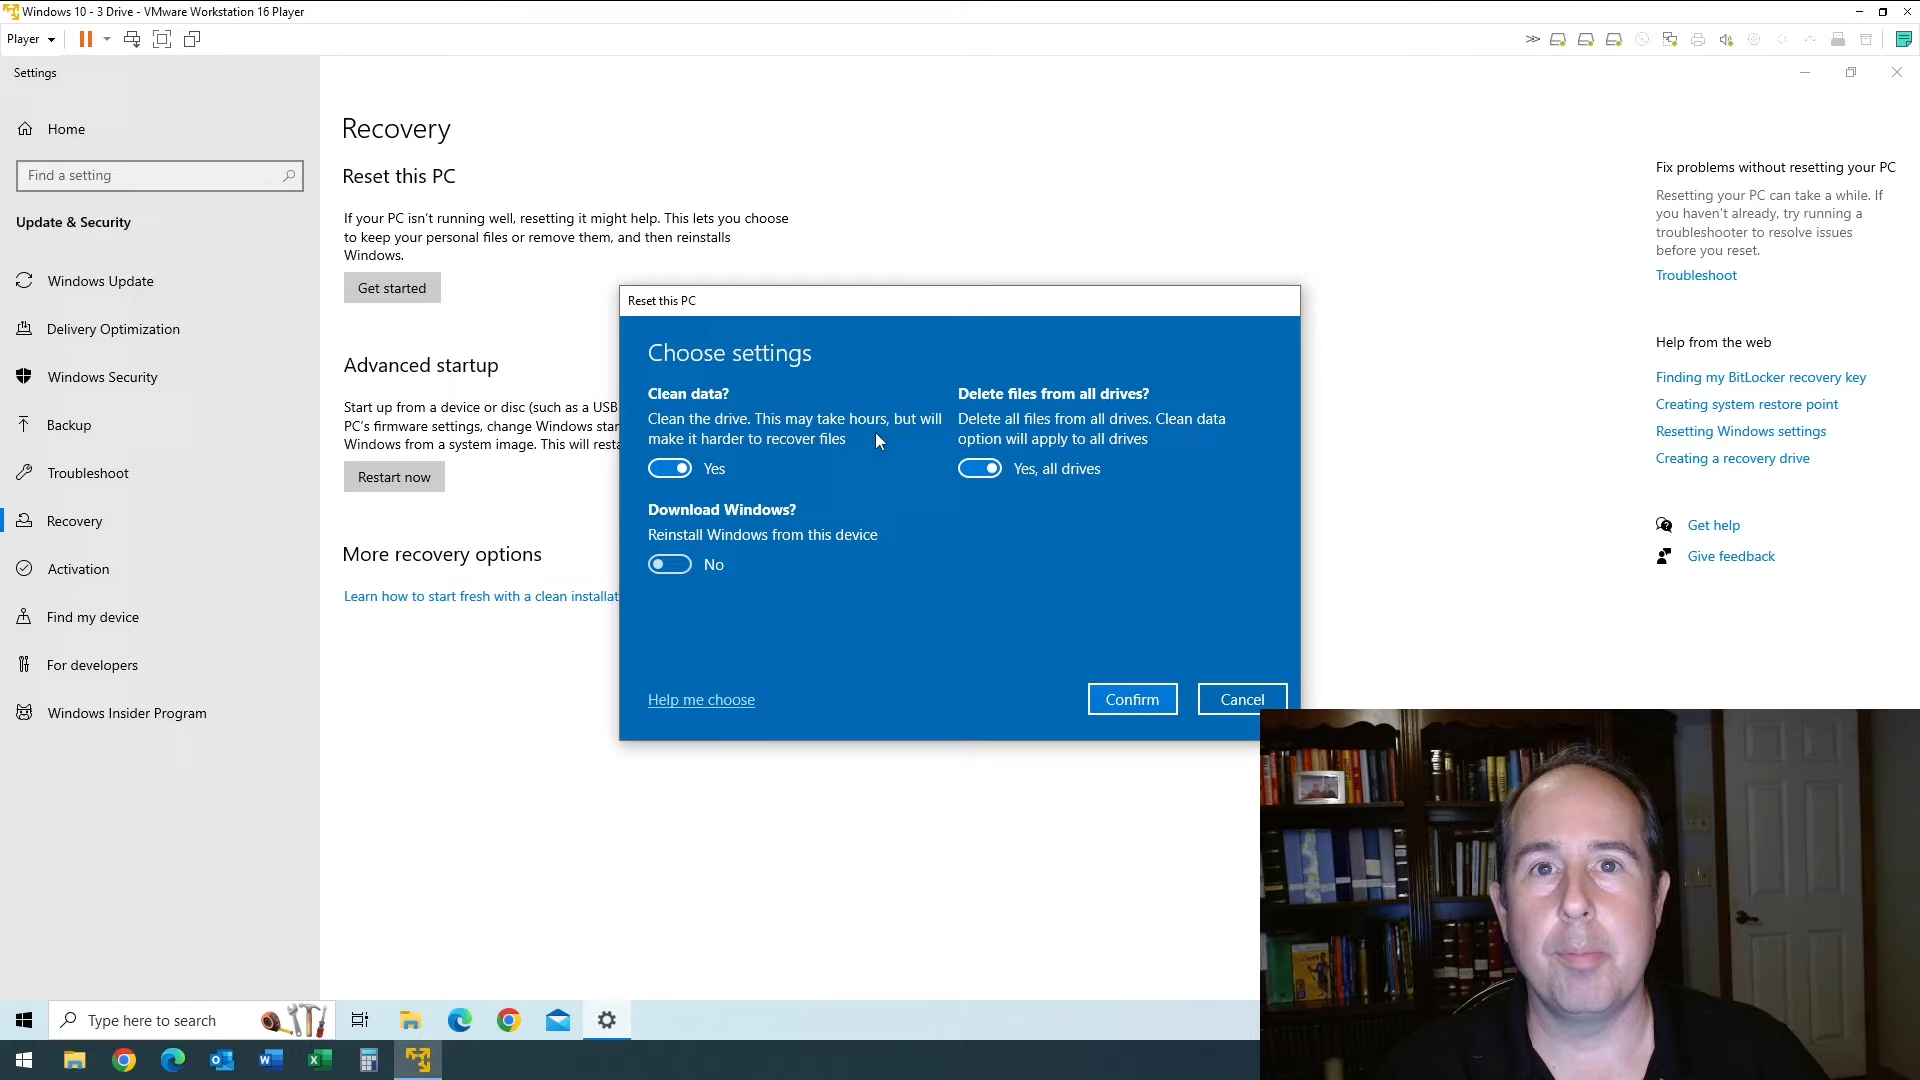 Windows 10 - 3 Drive - VMware Workstation 16 Player
Player
Settings
Home
Find a setting
Update & Security
Windows Update
Delivery Optimization
Windows Security
Backup
Troubleshoot
Recovery
Activation
Find my device
For developers
Windows Insider Program
Recovery
Reset this PC
If your PC isn't running well, resetting it might help. This lets you choose
to keep your personal files or remove them, and then reinstalls
Windows.
Get started
Advanced startup
Start up from a device or disc (such as a USB
PC's firmware settings, change Windows star
Windows from a system image. This will resta
Restart now
More recovery options
Learn how to start fresh with a clean installat
Reset this PC
Choose settings
Clean data?
Clean the drive. This may take hours, but will
make it harder to recover files
Yes
Delete files from all drives?
Delete all files from all drives. Clean data
option will apply to all drives
Yes, all drives
Download Windows?
Reinstall Windows from this device
No
Help me choose
Confirm
Cancel
Fix problems without resetting your PC
Resetting your PC can take a while. If
you haven't already, try running a
troubleshooter to resolve issues
before you reset.
Troubleshoot
Help from the web
Finding my BitLocker recovery key
Creating system restore point
Resetting Windows settings
Creating a recovery drive
Get help
Give feedback
Type here to search